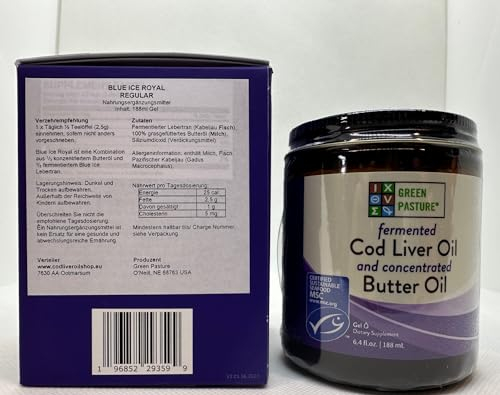 BLUE ICE ROYAL
REGULAR
Nahrungsergänzungsmittel
Inhalt: 188ml Gel
Verzehrempfehlung
1 x Täglich ½ Teelöffel (2,5g)
einnehmen, sofern nicht anders
vorgeschrieben.
Blue Ice Royal ist eine Kombination
aus ⅓ konzentriertem Butteröl und
⅔ fermentiertem Blue Ice
Lebertran.
Lagerungshinweis: Dunkel und
Trocken aufbewahren.
Außerhalb der Reichweite von
Kindern aufbewahren.
Überschreiten Sie nicht die
empfohlene Tagesdosierung.
Ein Nahrungsergänzungsmittel ist
kein Ersatz für eine gesunde und
abwechslungsreiche Ernährung.
Zutaten
Fermentierter Lebertran (Kabeljau Fisch)
100% grasgefüttertes Butteröl (Milch),
Siliziumdioxid (Verdickungsmittel)
Allergeninformation: enthält Milch, Fisch
Pazifischer Kabeljau (Gadus
Macrocephalus).
Nährwert pro Tagesdosierung:
Energie 25 cal.
Fette 2,5 g
Davon gesätigt 1 g
Cholesterin 5 mg
Mindestens haltbar bis/ Charge Nummer:
siehe Verpackung
Verteiler
www.codliveroilshop.eu
7630 AA Ootmarsum
Produzent
Green Pasture
O'Neill, NE 68763 USA
1 96852 29359 9
GREEN
PASTURE
fermented
Cod Liver Oil
and concentrated
Butter Oil
CERTIFIED
SUSTAINABLE
SEAFOOD
MSC
www.msc.org
Gel Ö
Dietary Supplement
6.4 fl.oz. | 188 ml.